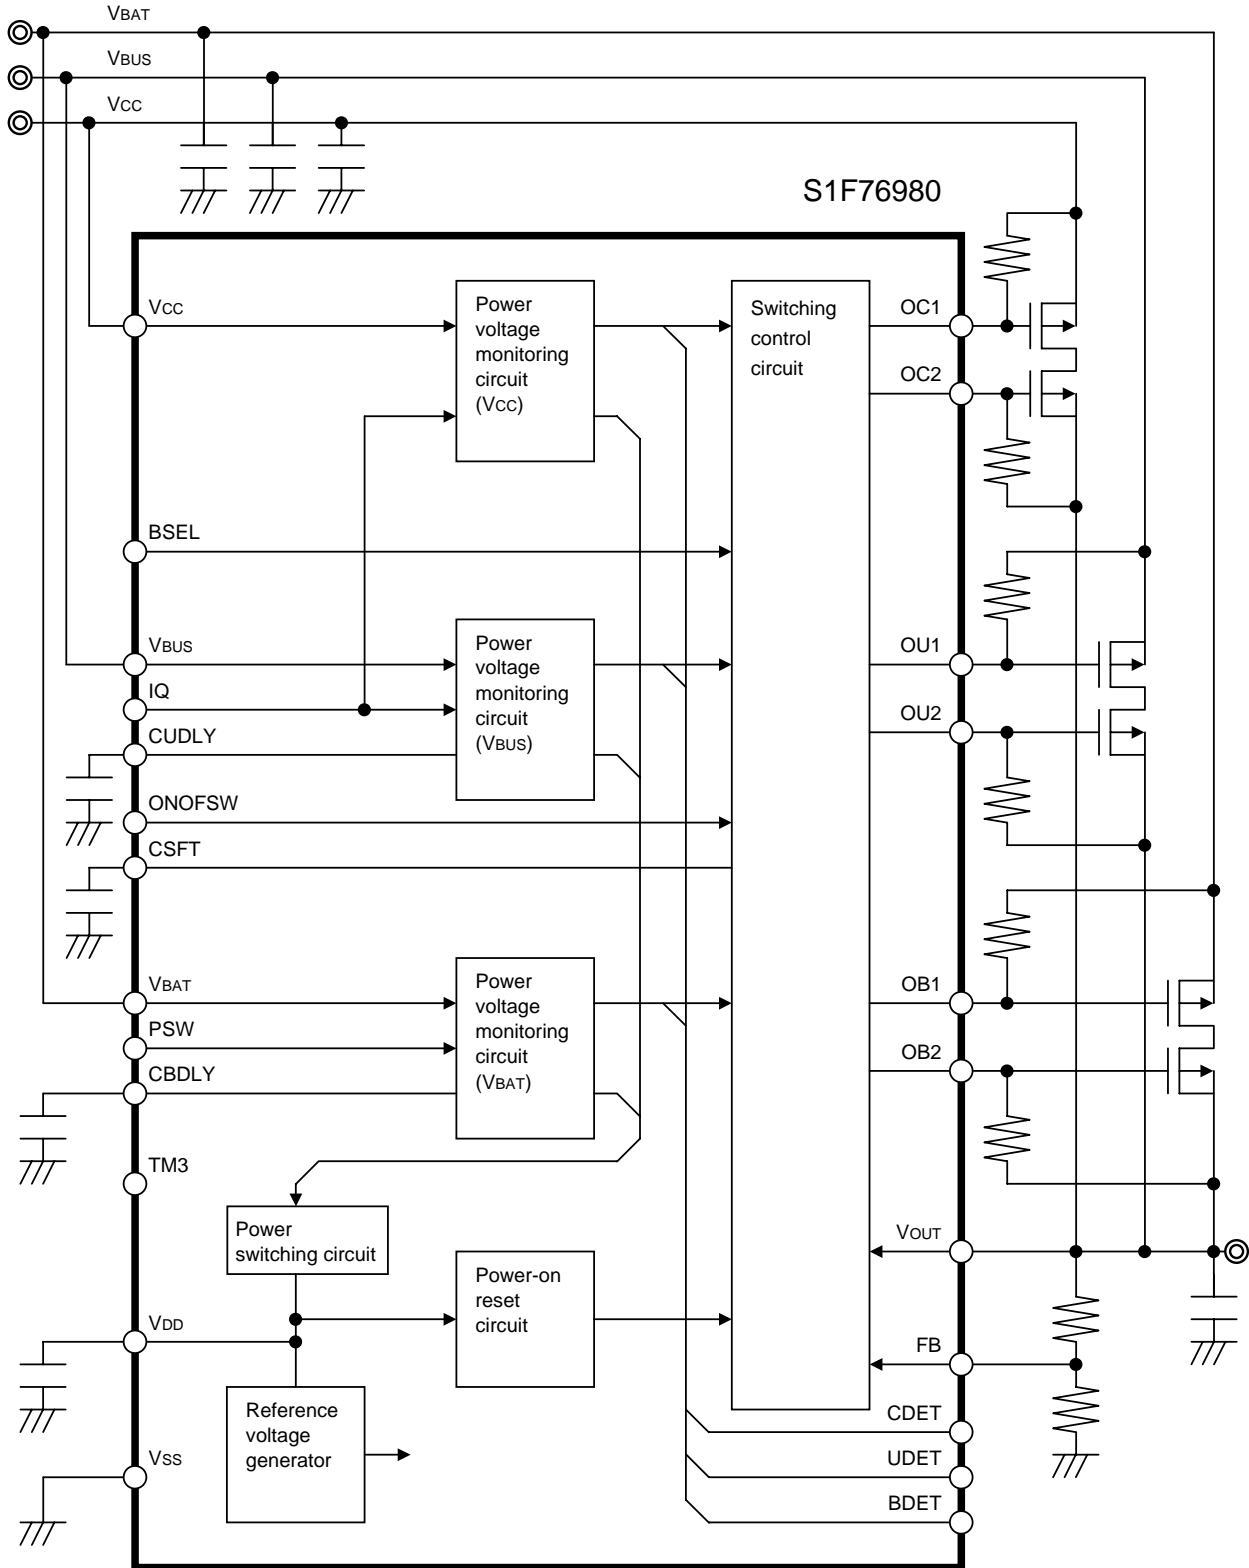 VBAT
VBUS
VCC
S1F76980
VCC
Power
voltage
monitoring
circuit
(VCC)
Switching
control
circuit
OC1
OC2
BSEL
VBUS
IQ
CUDLY
ONOFSW
CSFT
Power
voltage
monitoring
circuit
(VBUS)
OU1
OU2
VBAT
PSW
CBDLY
TM3
Power
voltage
monitoring
circuit
(VBAT)
OB1
OB2
Power
switching circuit
VOUT
Power-on
reset
circuit
VDD
FB
Reference
voltage
generator
VSS
CDET
UDET
BDET